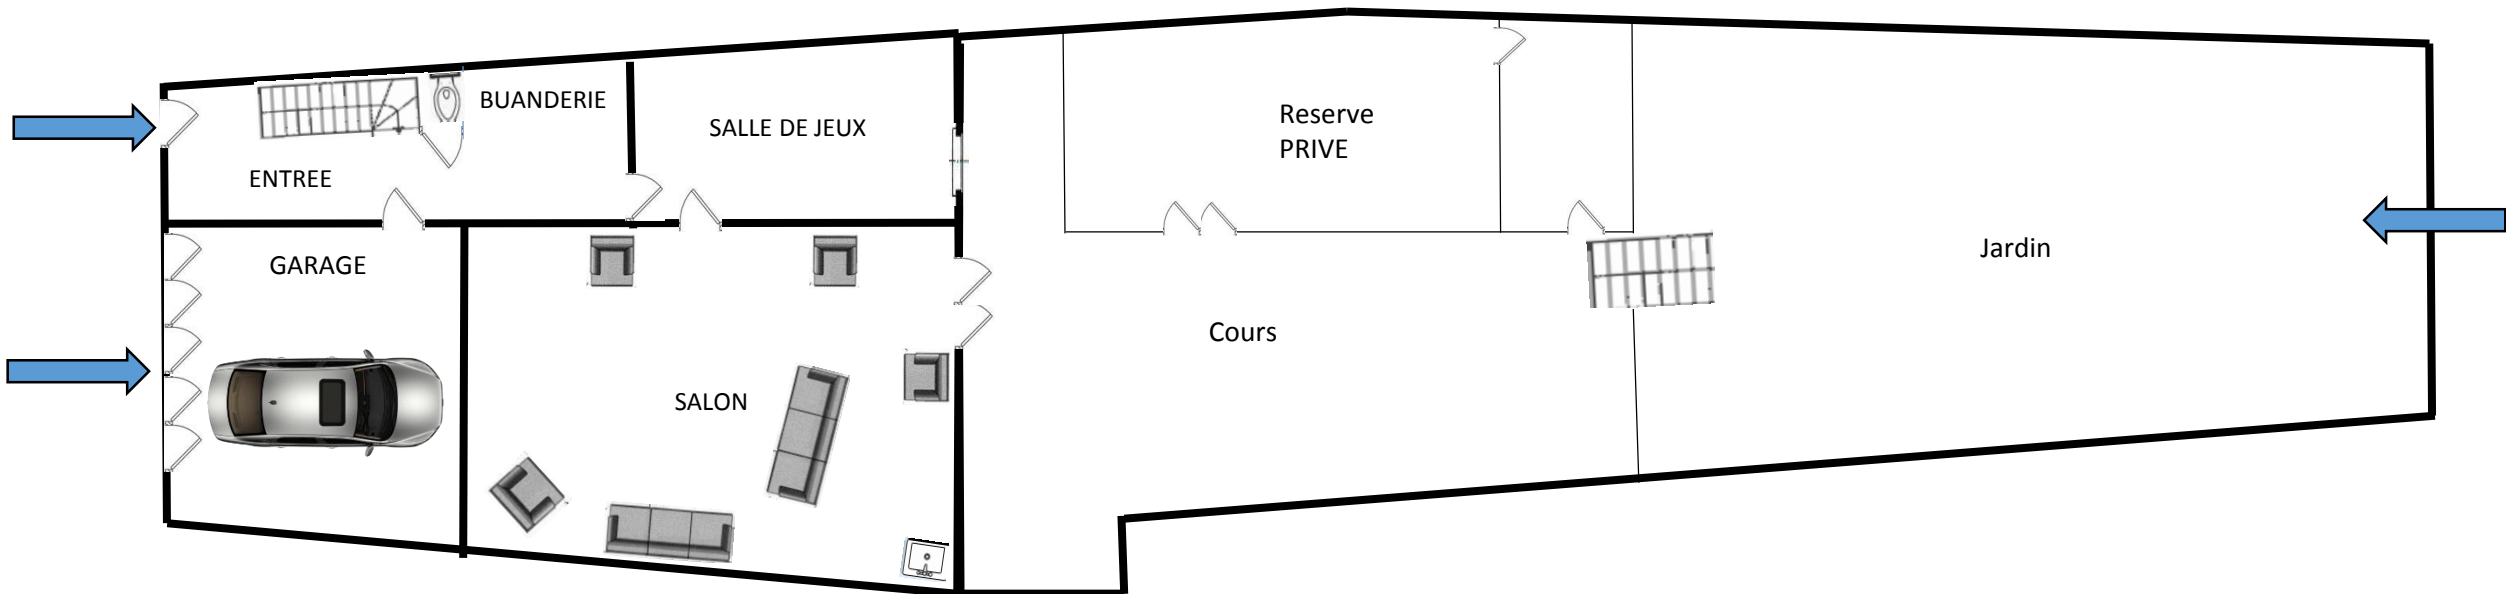 BUANDERIE
SALLE DE JEUX
Reserve
PRIVE
ENTREE
GARAGE
Jardin
Cours
SALON